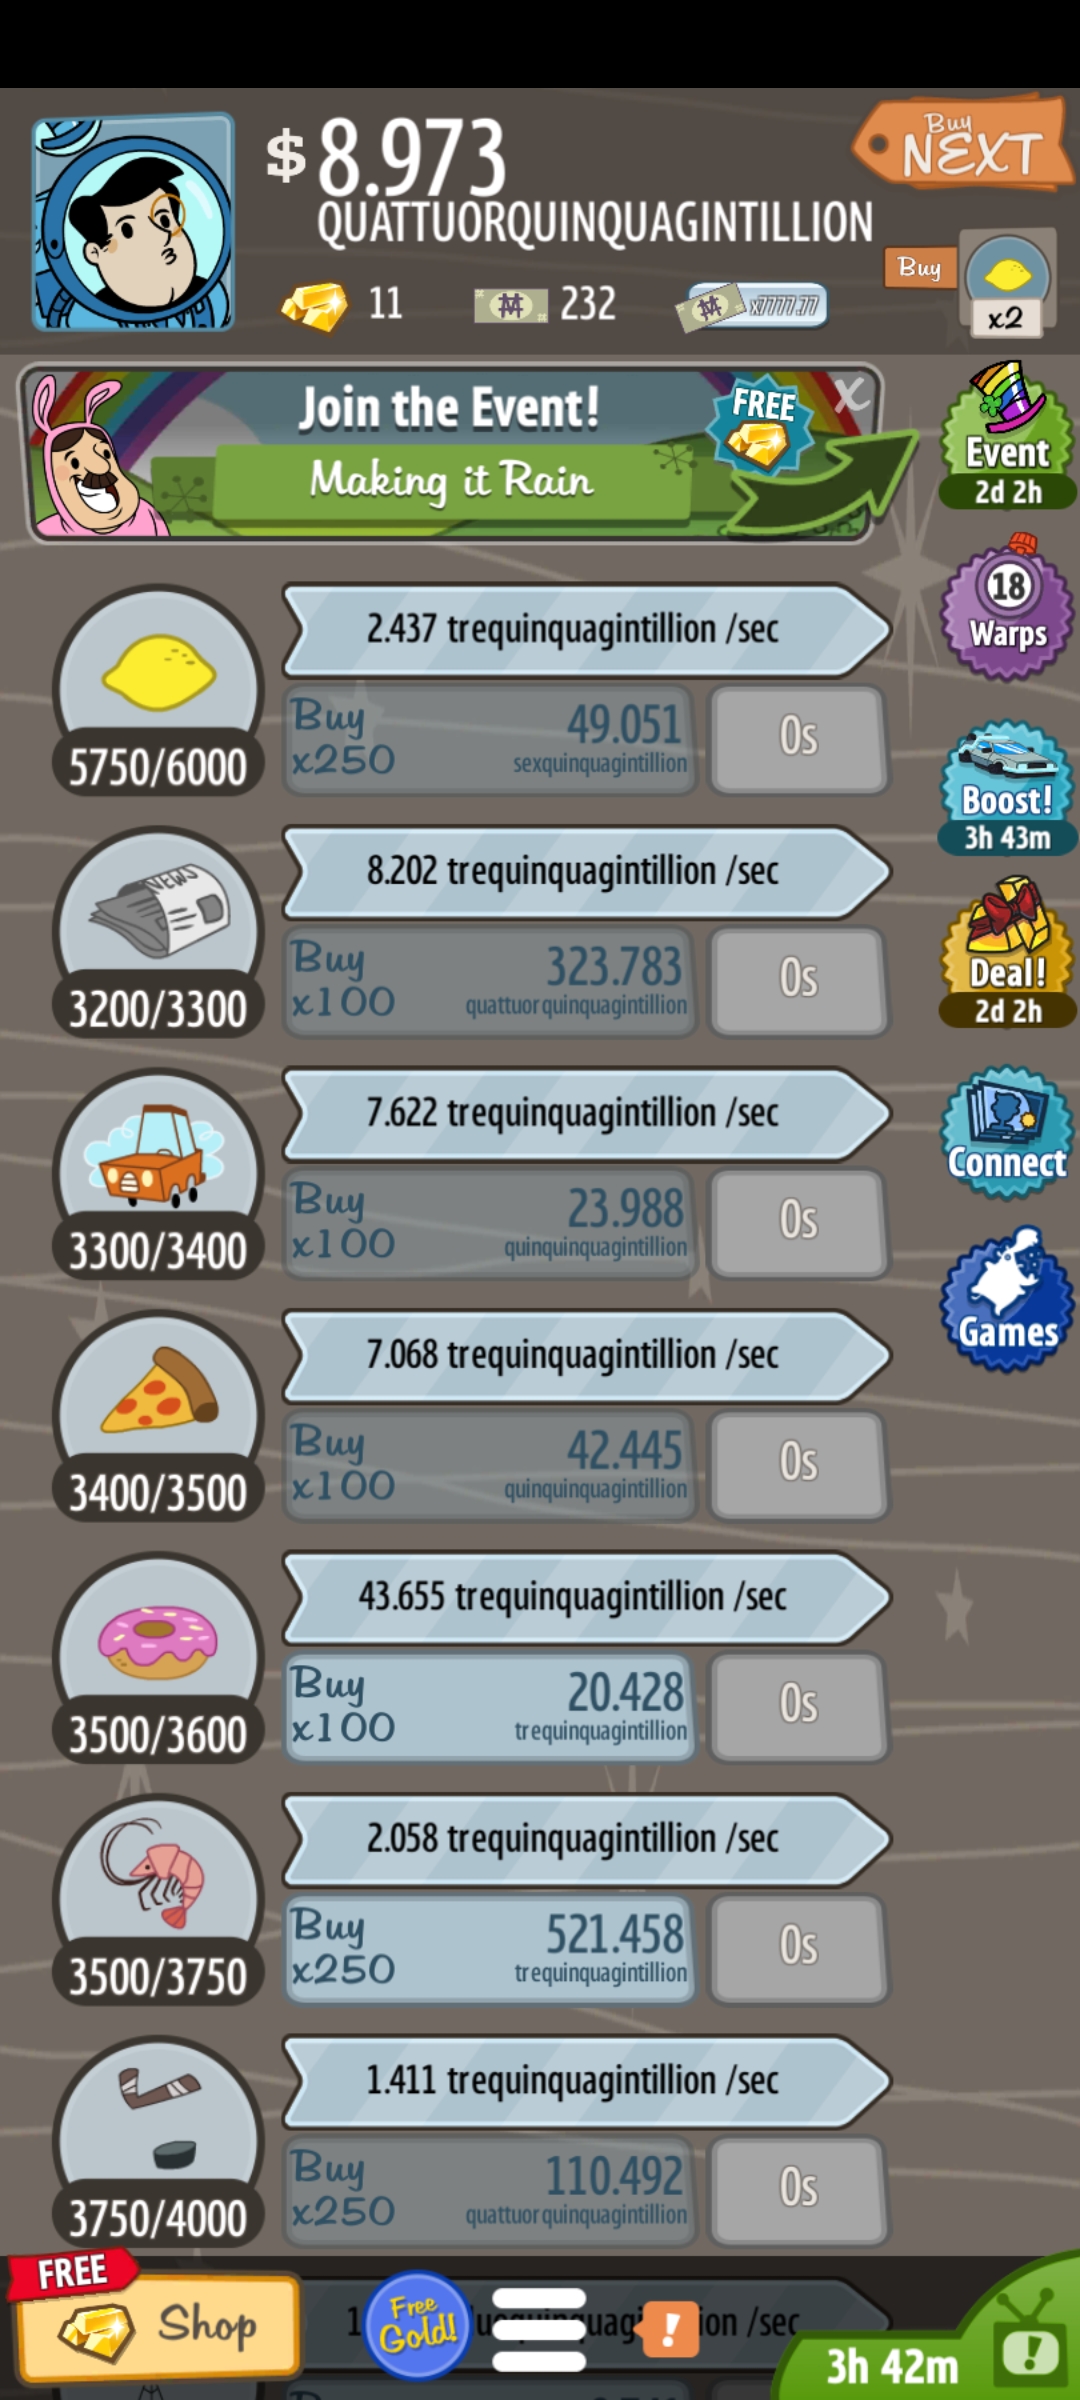 $ 8.973
QUATTUORQUINQUAGINTILLION
Buy
NEXT
11
232
x7777.77
Buy
x2
Join the Event!
Making it Rain
FREE
X
Event
2d 2h
18
Warps
Boost!
3h 43m
Deal!
2d 2h
Connect
Games
2.437 trequinquagintillion /sec
5750/6000
Buy
x250
49.051
sexquinquagintillion
0s
NEWS
8.202 trequinquagintillion /sec
3200/3300
Buy
x100
323.783
quattuorquinquagintillion
0s
7.622 trequinquagintillion /sec
3300/3400
Buy
x100
23.988
quinquinquagintillion
0s
7.068 trequinquagintillion /sec
3400/3500
Buy
x100
42.445
quinquinquagintillion
0s
43.655 trequinquagintillion /sec
3500/3600
Buy
x100
20.428
trequinquagintillion
0s
2.058 trequinquagintillion /sec
3500/3750
Buy
x250
521.458
trequinquagintillion
0s
1.411 trequinquagintillion /sec
3750/4000
Buy
x250
110.492
quattuorquinquagintillion
0s
FREE
Shop
Free
Gold!
!
/sec
3h 42m
!